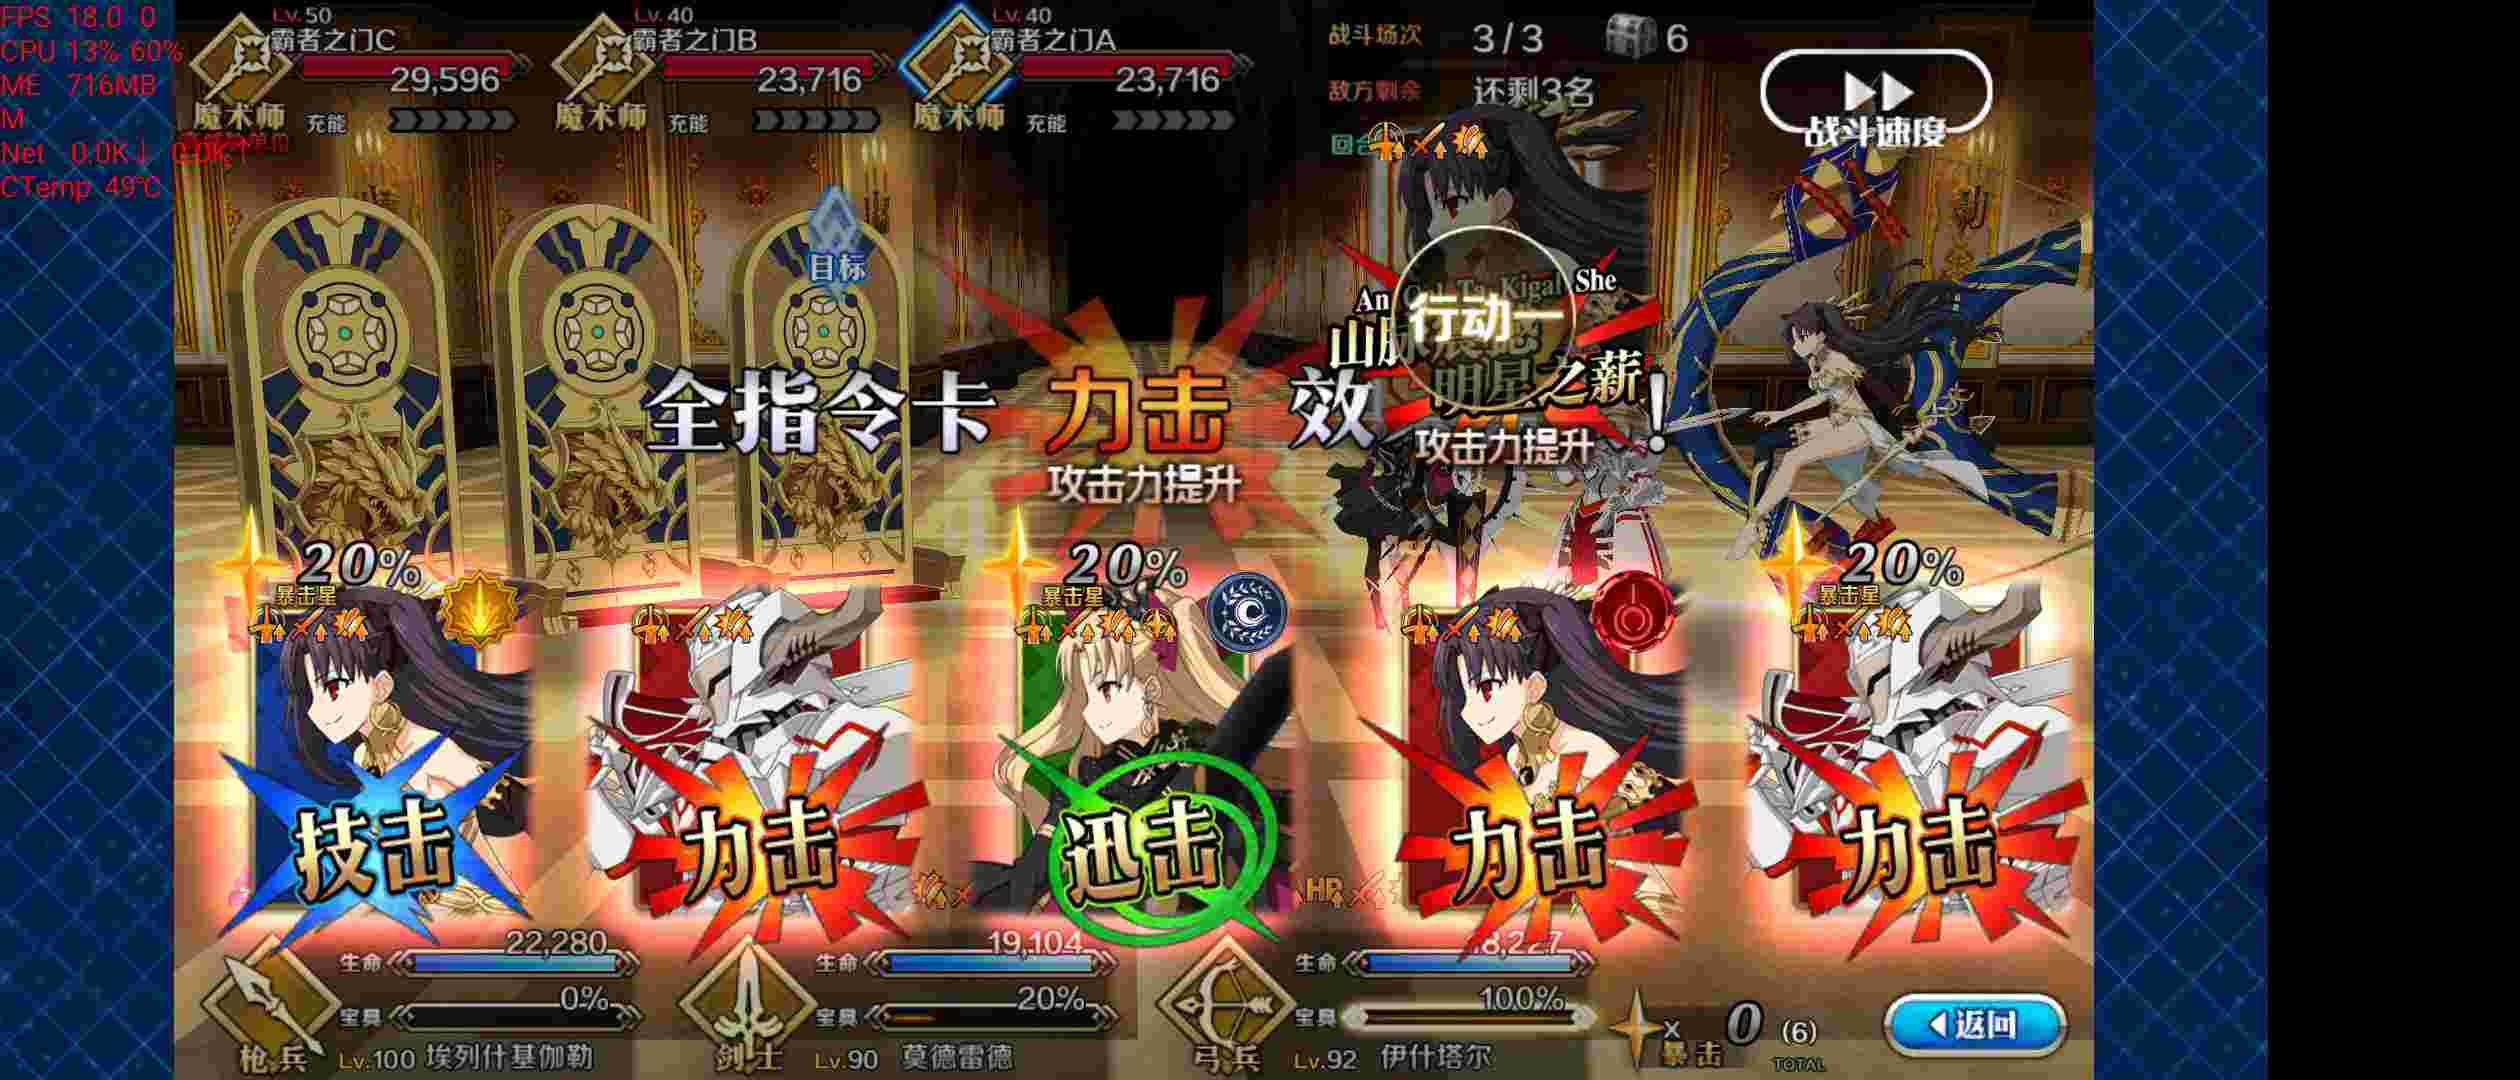 FPS 18.0 0
CPU 13% 60%
ME 716MB
M
Net 0.0K↓ 0.0K↑
CTemp 49℃
Lv.50
霸者之门C
29,596
魔术师 充能
Lv.40
霸者之门B
23,716
魔术师 充能
Lv.40
霸者之门A
23,716
魔术师 充能
战斗场次 3/3 6
敌方剩余 还剩3名
回合
战斗速度
目标
An Ta Kigal She
行动一
明星之薪
攻击力提升
全指令卡 力击 效 !
攻击力提升
20%
暴击星
20%
暴击星
20%
暴击星
技击
力击
迅击
力击
力击
HP
生命 22,280
宝具 0%
枪兵 Lv.100 埃列什基伽勒
生命 19,104
宝具 20%
剑士 Lv.90 莫德雷德
生命
宝具 100%
弓兵 Lv.92 伊什塔尔
x 0 (6)
暴击 TOTAL
返回